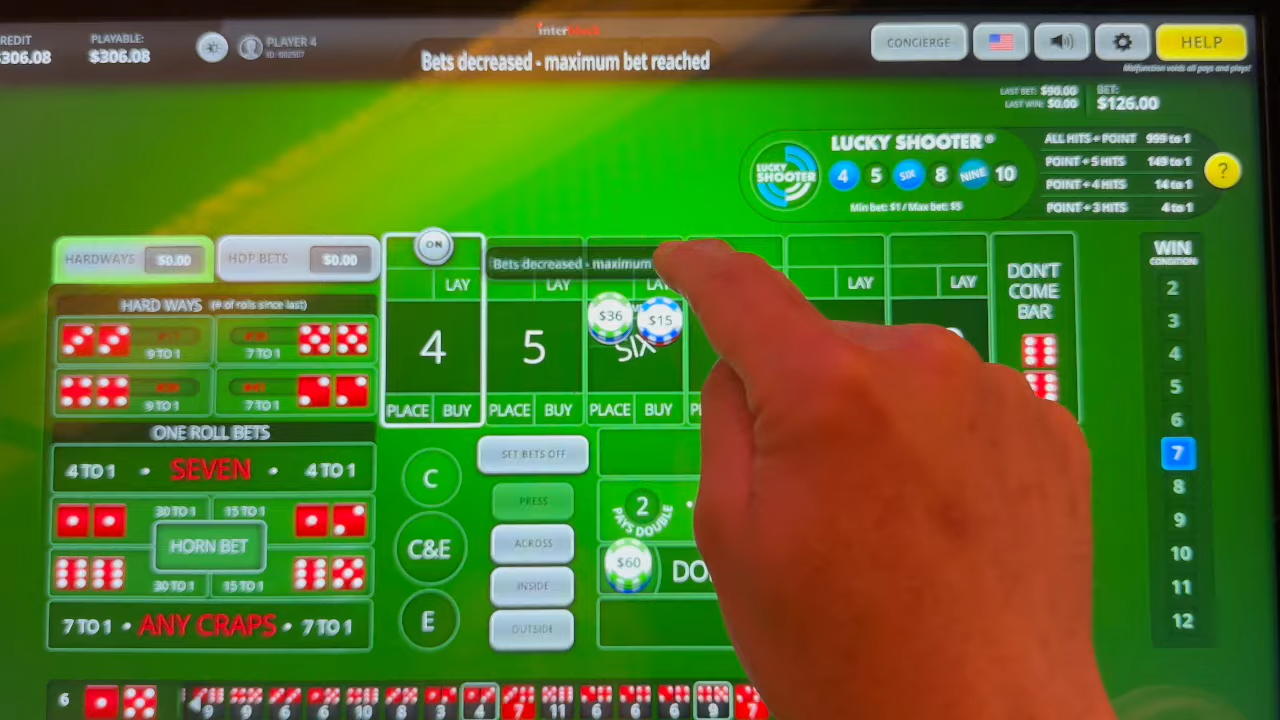 REDIT
$306.08
PLAYABLE:
$306.08
PLAYER 4
interblock
Bets decreased - maximum bet reached
CONCIERGE
HELP
Malfunction voids all pays and plays!
LAST BET: $90.00
LAST WIN: $0.00
BET:
$126.00
LUCKY SHOOTER
LUCKY SHOOTER®
4 5 SIX 8 NINE 10
Min bet: $1 / Max bet: $5
ALL HITS + POINT 999 to 1
POINT + 5 HITS 149 to 1
POINT + 4 HITS 14 to 1
POINT + 3 HITS 4 to 1
?
HARDWAYS $0.00
HOP BETS $0.00
ON
Bets decreased - maximum
LAY LAY LAY LAY LAY
HARD WAYS (# of rolls since last)
9 TO 1 7 TO 1
9 TO 1 7 TO 1
$36 $15
4 5 SIX
PLACE BUY PLACE BUY PLACE BUY
DON'T
COME
BAR
WIN
CONDITION
2
3
4
5
6
7
8
9
10
11
12
ONE ROLL BETS
4 TO 1 • SEVEN • 4 TO 1
30 TO 1 15 TO 1
HORN BET
30 TO 1 15 TO 1
7 TO 1 • ANY CRAPS • 7 TO 1
C
C&E
E
SET BETS OFF
PRESS
ACROSS
INSIDE
OUTSIDE
2
PAYS DOUBLE
$60
DO
6
9 9 6 6 10 8 3 4 7 11 6 6 6 9 7